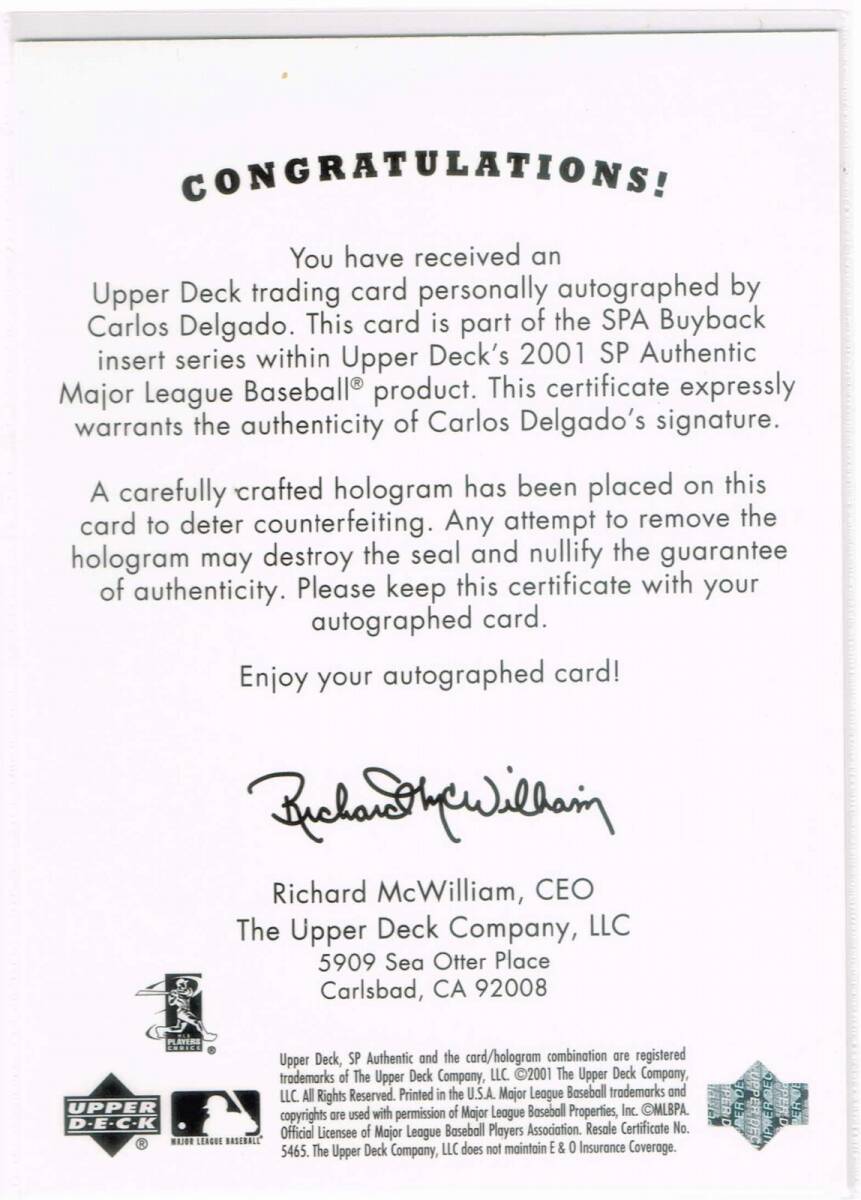 CONGRATULATIONS!
You have received an
Upper Deck trading card personally autographed by
Carlos Delgado. This card is part of the SPA Buyback
insert series within Upper Deck's 2001 SP Authentic
Major League Baseball® product. This certificate expressly
warrants the authenticity of Carlos Delgado's signature.
A carefully crafted hologram has been placed on this
card to deter counterfeiting. Any attempt to remove the
hologram may destroy the seal and nullify the guarantee
of authenticity. Please keep this certificate with your
autographed card.
Enjoy your autographed card!
Richard McWilliam
Richard McWilliam, CEO
The Upper Deck Company, LLC
5909 Sea Otter Place
Carlsbad, CA 92008
PLAYERS
CHOICE
®
UPPER
D·E·C·K
®
MAJOR LEAGUE BASEBALL
Upper Deck, SP Authentic and the card/hologram combination are registered
trademarks of The Upper Deck Company, LLC. ©2001 The Upper Deck Company,
LLC. All Rights Reserved. Printed in the U.S.A. Major League Baseball trademarks and
copyrights are used with permission of Major League Baseball Properties, Inc. ©MLBPA.
Official Licensee of Major League Baseball Players Association. Resale Certificate No.
5465. The Upper Deck Company, LLC does not maintain E & O Insurance Coverage.